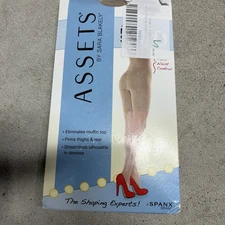 ASSETS
BY SARA BLAKELY
• Eliminates muffin top
• Firms thighs & rear
• Streamlines silhouette
The Shaping Experts!
SPANX